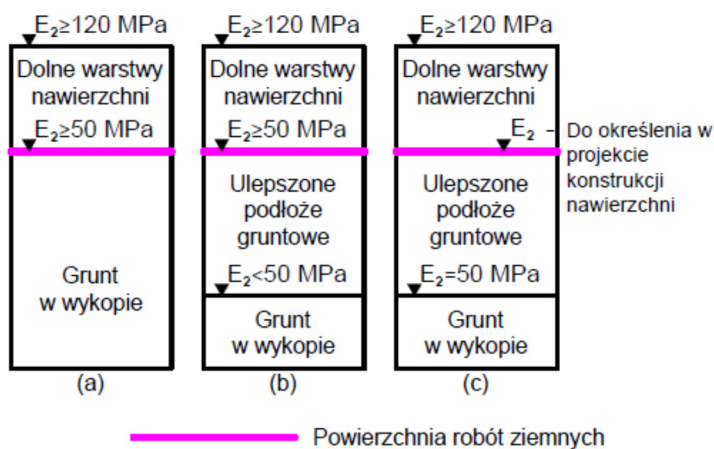 E₂≥120 MPa
Dolne warstwy
nawierzchni
E₂≥50 MPa
Grunt
w wykopie
(a)
E₂≥120 MPa
Dolne warstwy
nawierzchni
E₂≥50 MPa
Ulepszone
podłoże
gruntowe
E₂<50 MPa
Grunt
w wykopie
(b)
E₂≥120 MPa
Dolne warstwy
nawierzchni
E₂ - Do określenia w
projekcie
konstrukcji
nawierzchni
Ulepszone
podłoże
gruntowe
E₂=50 MPa
Grunt
w wykopie
(c)
Powierzchnia robót ziemnych